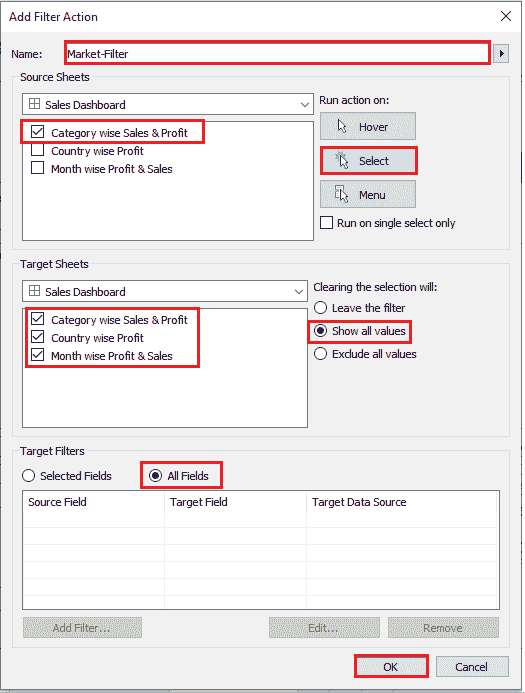 Add Filter Action
Name: Market-Filter
Source Sheets
Sales Dashboard
Run action on:
Category wise Sales & Profit
Country wise Profit
Month wise Profit & Sales
Hover
Select
Menu
Run on single select only
Target Sheets
Sales Dashboard
Clearing the selection will:
Category wise Sales & Profit
Country wise Profit
Month wise Profit & Sales
Leave the filter
Show all values
Exclude all values
Target Filters
Selected Fields All Fields
Source Field Target Field Target Data Source
Add Filter... Edit... Remove
OK Cancel